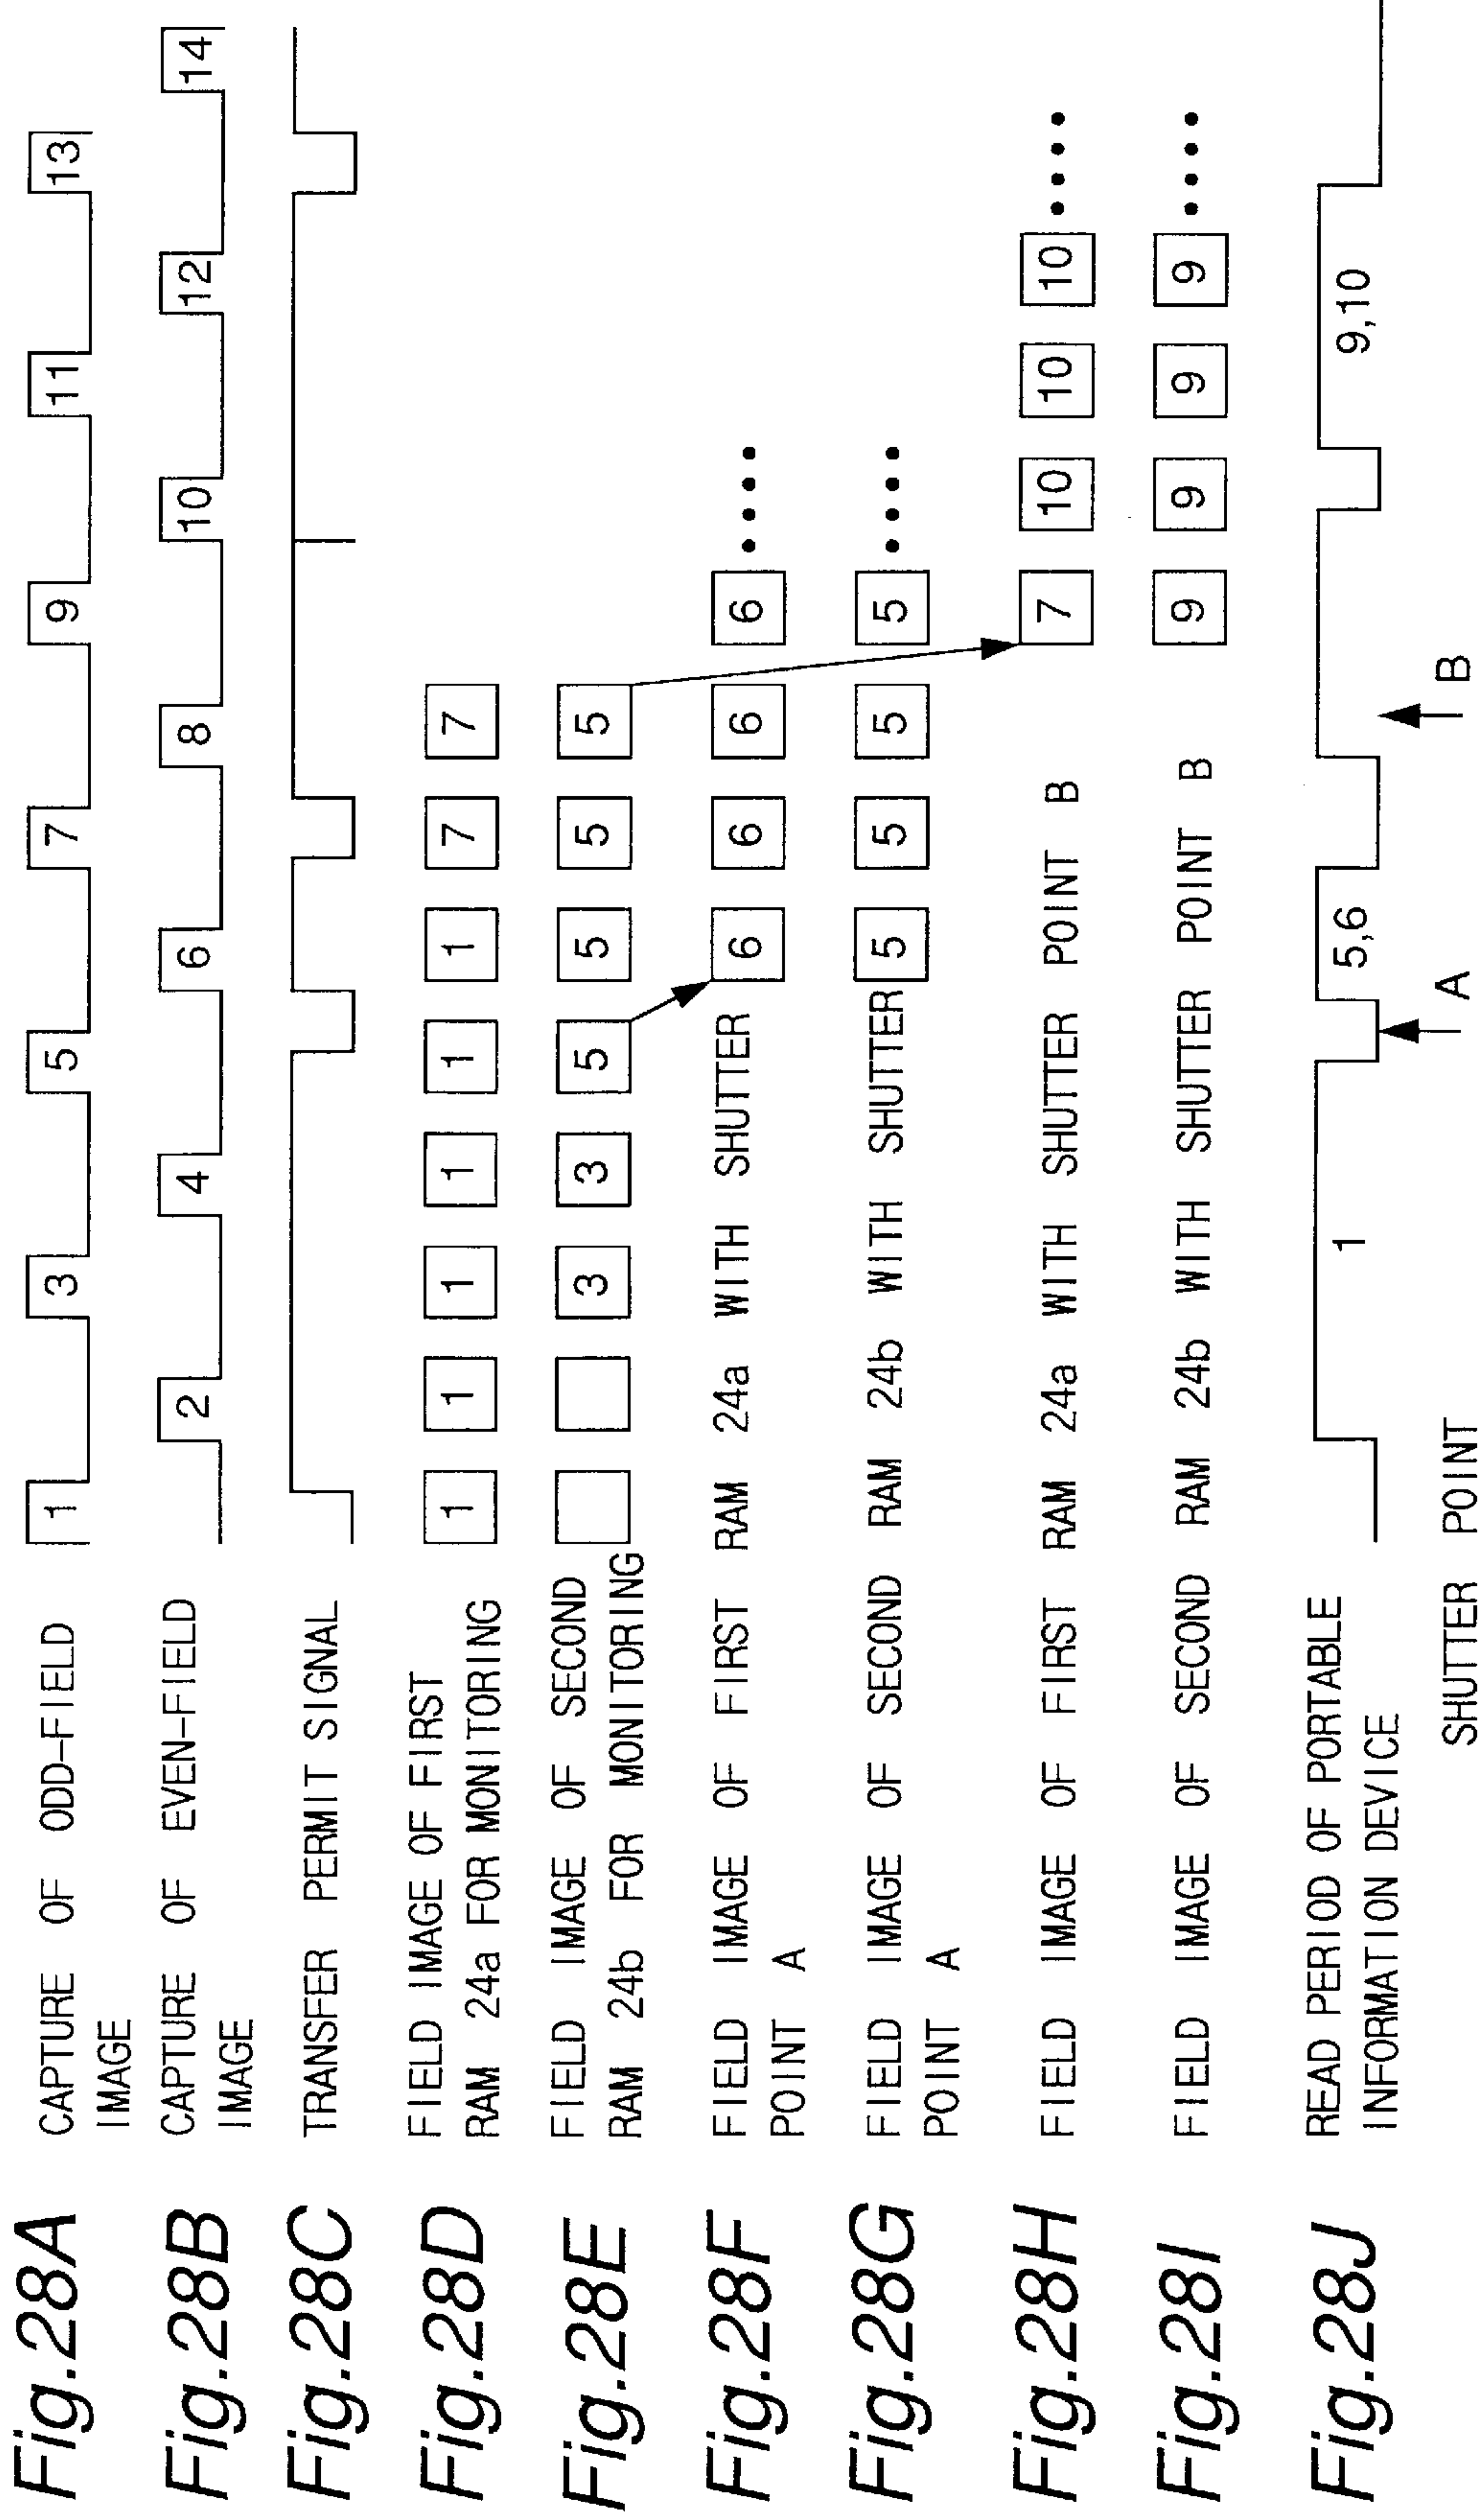 Fig.28A
CAPTURE OF ODD-FIELD
IMAGE
1 3 5 7 9 11 13
Fig.28B
CAPTURE OF EVEN-FIELD
IMAGE
2 4 6 8 10 12 14
Fig.28C
TRANSFER PERMIT SIGNAL
Fig.28D
FIELD IMAGE OF FIRST
RAM 24a FOR MONITORING
1 1 1 1 1 1 7 7
Fig.28E
FIELD IMAGE OF SECOND
RAM 24b FOR MONITORING
3 3 5 5 5 5
Fig.28F
FIELD IMAGE OF FIRST RAM 24a WITH SHUTTER
POINT A
6 6 6 6 ••••
Fig.28G
FIELD IMAGE OF SECOND RAM 24b WITH SHUTTER
POINT A
5 5 5 5 ••••
Fig.28H
FIELD IMAGE OF FIRST RAM 24a WITH SHUTTER POINT B
7 10 10 10 ••••
Fig.28I
FIELD IMAGE OF SECOND RAM 24b WITH SHUTTER POINT B
9 9 9 9 ••••
Fig.28J
READ PERIOD OF PORTABLE
INFORMATION DEVICE
1 5,6 9,10
SHUTTER POINT A B